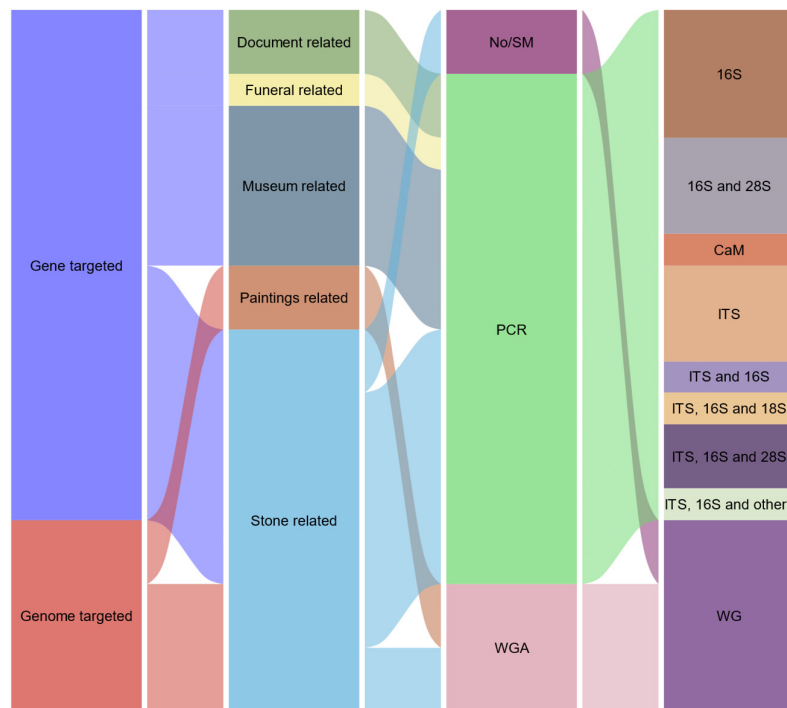 Gene targeted
Genome targeted
Document related
Funeral related
Museum related
Paintings related
Stone related
No/SM
PCR
WGA
16S
16S and 28S
CaM
ITS
ITS and 16S
ITS, 16S and 18S
ITS, 16S and 28S
ITS, 16S and other
WG